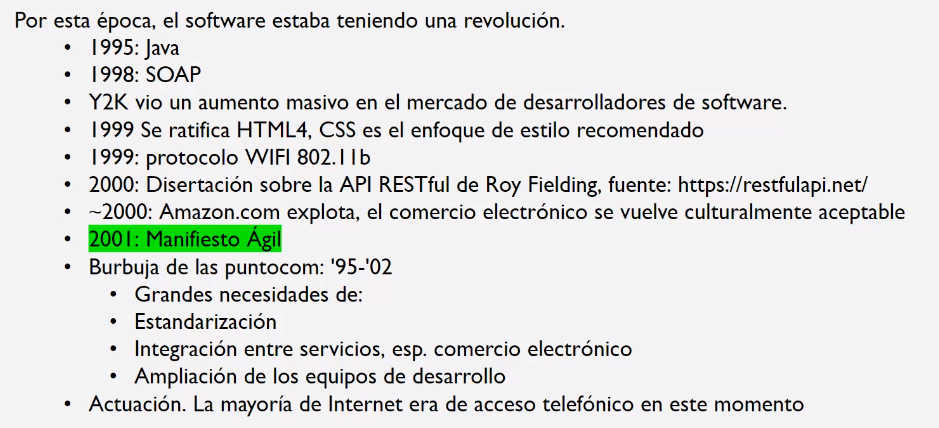 Por esta época, el software estaba teniendo una revolución.
• 1995: Java
• 1998: SOAP
• Y2K vio un aumento masivo en el mercado de desarrolladores de software.
• 1999 Se ratifica HTML4, CSS es el enfoque de estilo recomendado
• 1999: protocolo WIFI 802.11b
• 2000: Disertación sobre la API RESTful de Roy Fielding, fuente: https://restfulapi.net/
• ~2000: Amazon.com explota, el comercio electrónico se vuelve culturalmente aceptable
• 2001: Manifiesto Ágil
• Burbuja de las puntocom: '95-'02
• Grandes necesidades de:
• Estandarización
• Integración entre servicios, esp. comercio electrónico
• Ampliación de los equipos de desarrollo
• Actuación. La mayoría de Internet era de acceso telefónico en este momento